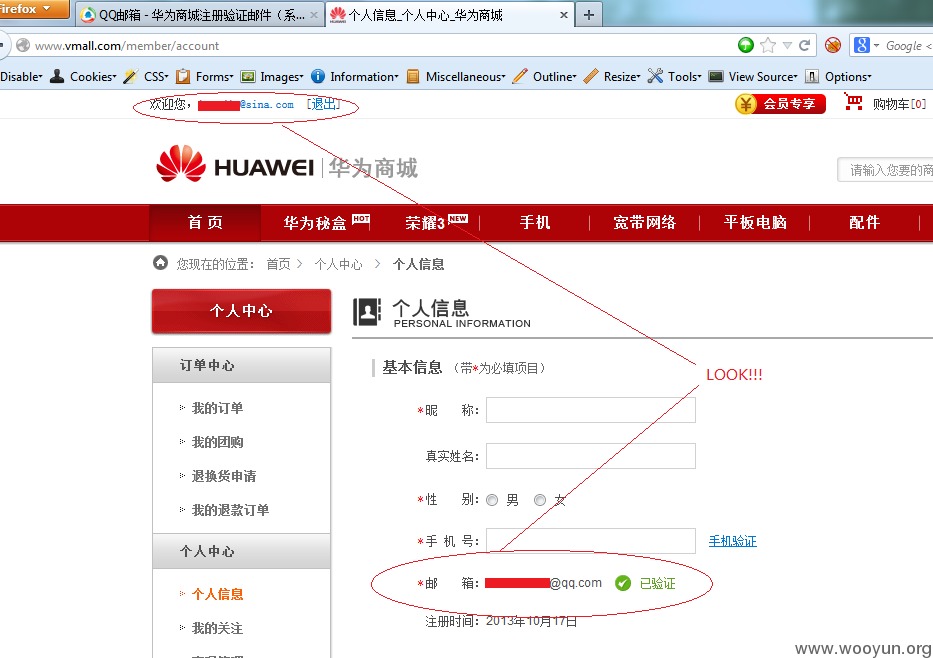 Firefox
QQ邮箱 - 华为商城注册验证邮件（系...
个人信息_个人中心_华为商城
www.vmall.com/member/account
Google
Disable Cookies CSS Forms Images Information Miscellaneous Outline Resize Tools View Source Options
欢迎您，@sina.com [退出]
会员专享
购物车[0]
HUAWEI 华为商城
请输入您要的商
首页 华为秘盒 HOT 荣耀3 NEW 手机 宽带网络 平板电脑 配件
您现在的位置： 首页 > 个人中心 > 个人信息
个人中心
个人信息
PERSONAL INFORMATION
订单中心
我的订单
我的团购
退换货申请
我的退款订单
个人中心
个人信息
我的关注
基本信息 （带*为必填项目）
*昵 称：
真实姓名：
*性 别： 男 女
*手 机 号： 手机验证
*邮 箱： @qq.com 已验证
注册时间： 2013年10月17日
LOOK!!!
www.wooyun.org